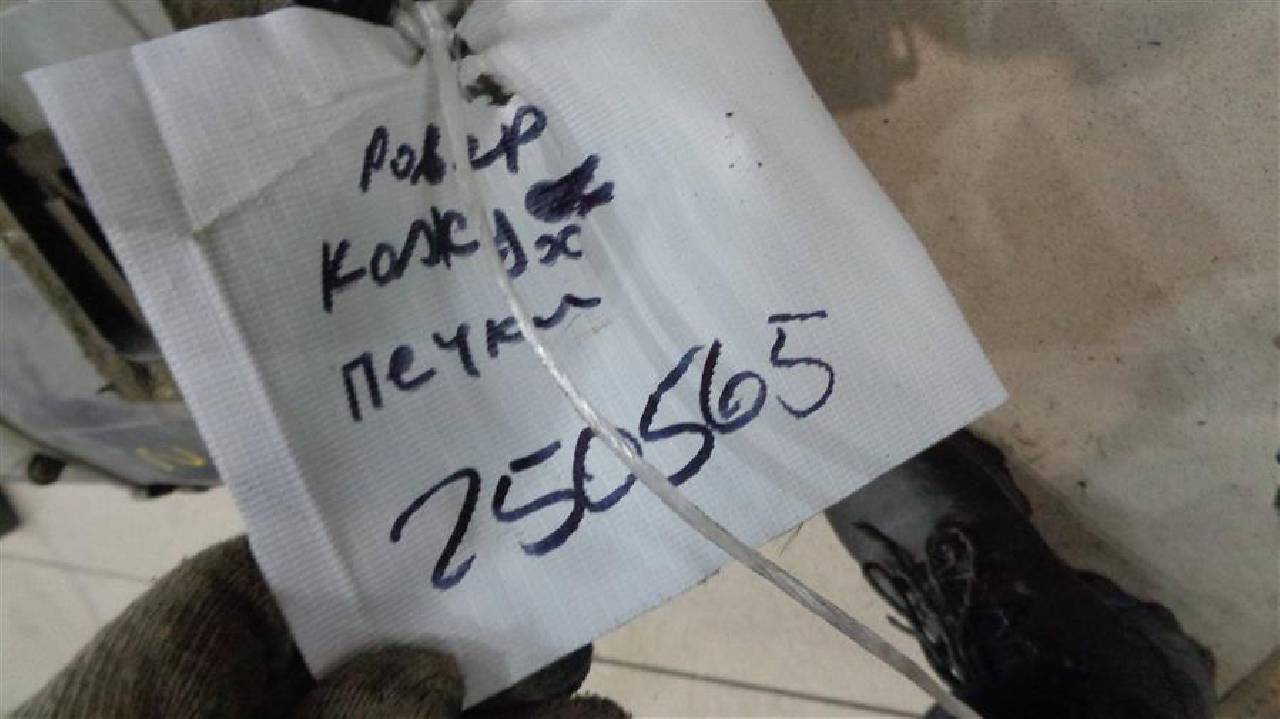 Ровер
кожух
печки
250565